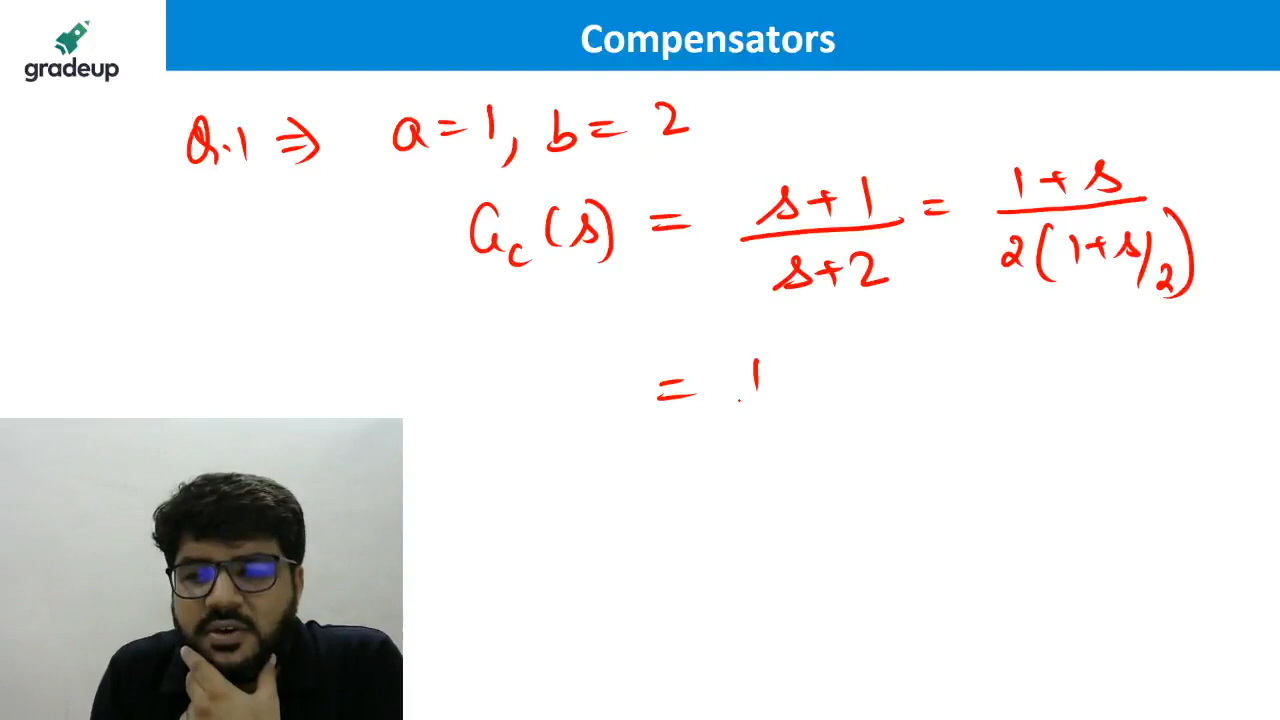 gradeup
Compensators
Q.1 ⇒ a = 1, b = 2
Gc(s) = s+1/s+2 = 1+s/2(1+s/2)
= 1